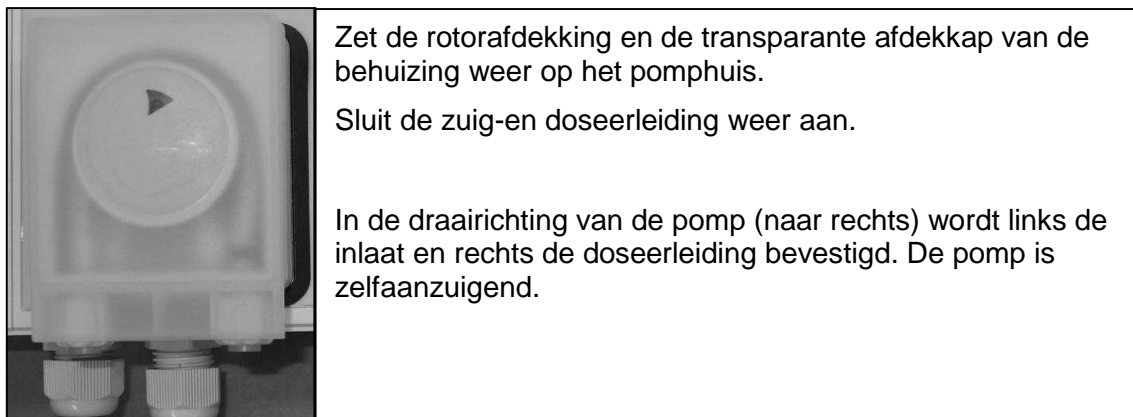 Zet de rotorafdekking en de transparante afdekkap van de
behuizing weer op het pomphuis.
Sluit de zuig-en doseerleiding weer aan.
In de draairichting van de pomp (naar rechts) wordt links de
inlaat en rechts de doseerleiding bevestigd. De pomp is
zelfaanzuigend.